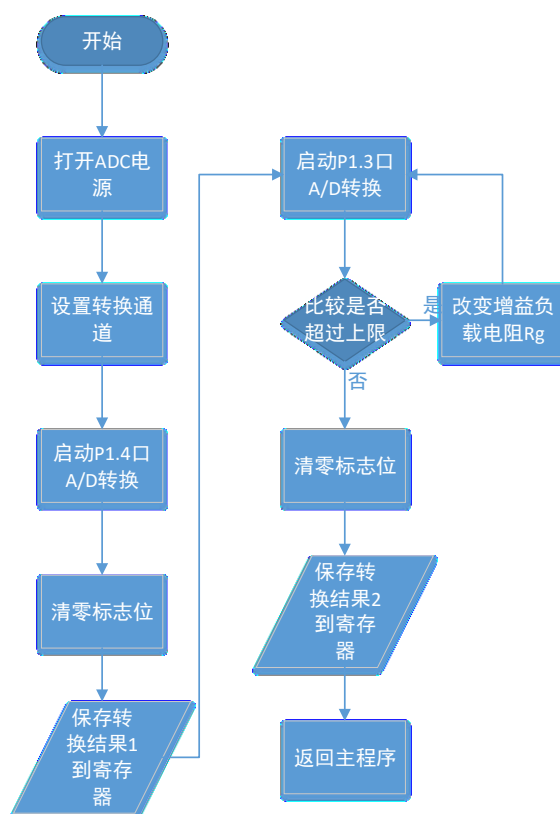 开始
打开ADC电
源
设置转换通
道
启动P1.4口
A/D转换
清零标志位
保存转
换结果1
到寄存
器
启动P1.3口
A/D转换
比较是否
超过上限
是
改变增益负
载电阻Rg
否
清零标志位
保存转
换结果2
到寄存
器
返回主程序